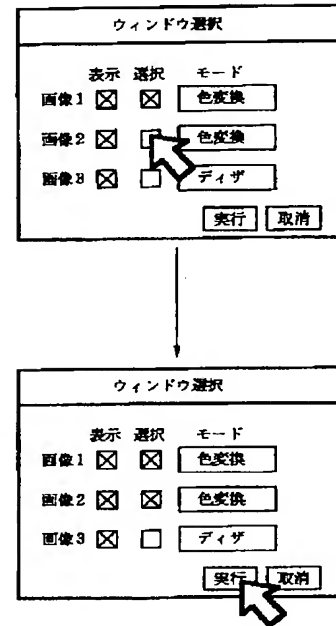 ウィンドウ選択
表示 選択 モード
画像1 色変換
画像2 色変換
画像3 ディザ
実行 取消
ウィンドウ選択
表示 選択 モード
画像1 色変換
画像2 色変換
画像3 ディザ
実行 取消